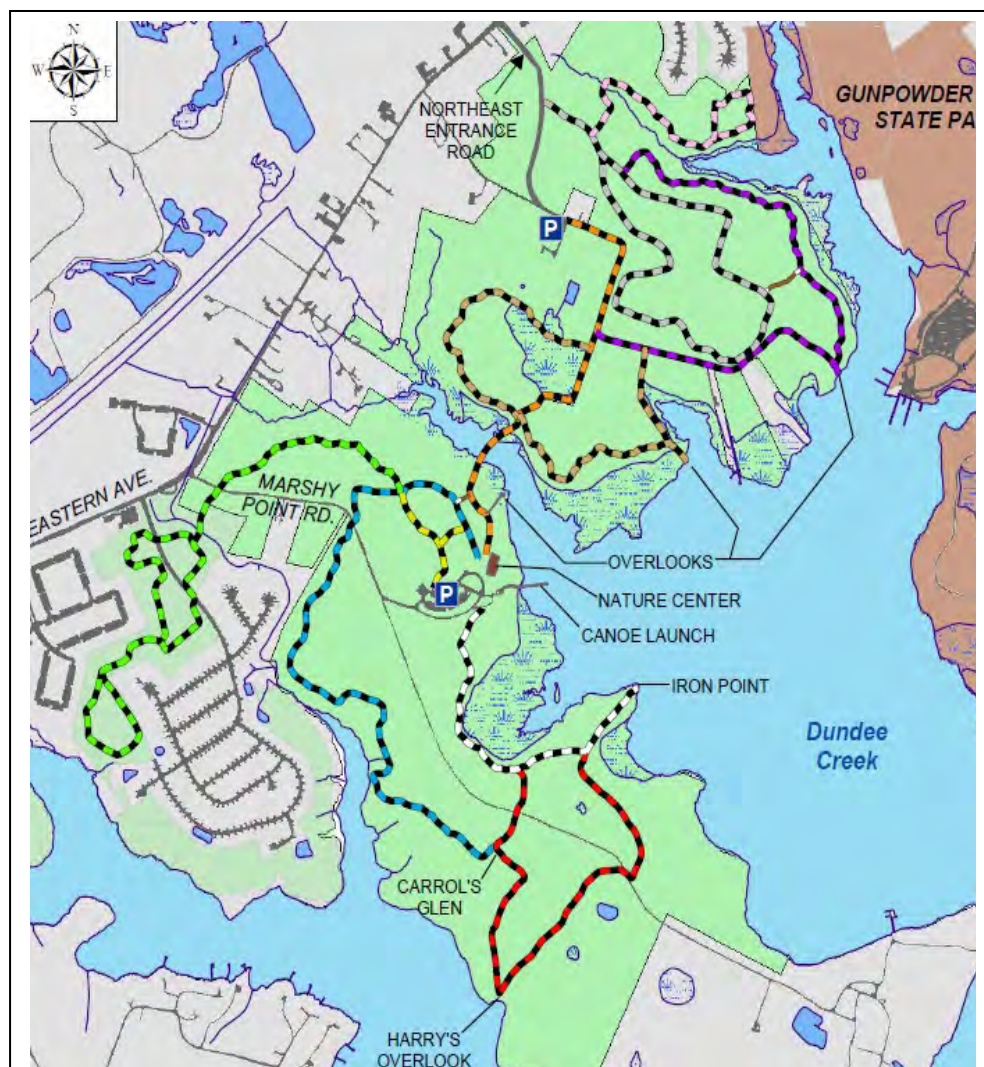 N
W E
S
NORTHEAST
ENTRANCE
ROAD
GUNPOWDER
STATE PA
P
EASTERN AVE.
MARSHY
POINT RD.
OVERLOOKS
NATURE CENTER
P
CANOE LAUNCH
IRON POINT
Dundee
Creek
CARROL'S
GLEN
HARRY'S
OVERLOOK